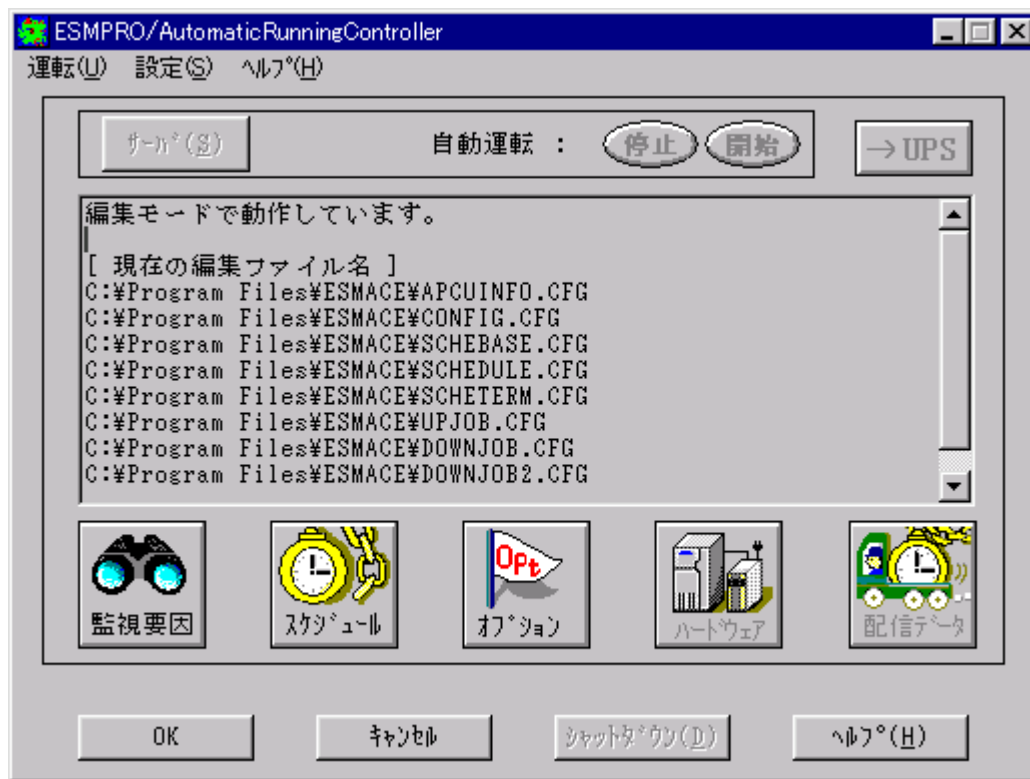 ESMPRO/AutomaticRunningController
運転(U) 設定(S) ﾍﾙﾌﾟ(H)
ｻｰﾊﾞ(S) 自動運転 : 停止 開始 →UPS
編集モードで動作しています。
[ 現在の編集ファイル名 ]
C:¥Program Files¥ESMACE¥APCUINFO.CFG
C:¥Program Files¥ESMACE¥CONFIG.CFG
C:¥Program Files¥ESMACE¥SCHEBASE.CFG
C:¥Program Files¥ESMACE¥SCHEDULE.CFG
C:¥Program Files¥ESMACE¥SCHETERM.CFG
C:¥Program Files¥ESMACE¥UPJOB.CFG
C:¥Program Files¥ESMACE¥DOWNJOB.CFG
C:¥Program Files¥ESMACE¥DOWNJOB2.CFG
OPt
監視要因 ｽｹｼﾞｭｰﾙ ｵﾌﾟｼｮﾝ ﾊｰﾄﾞｳｪｱ 配信ﾃﾞｰﾀ
OK ｷｬﾝｾﾙ ｼｬｯﾄﾀﾞｳﾝ(D) ﾍﾙﾌﾟ(H)